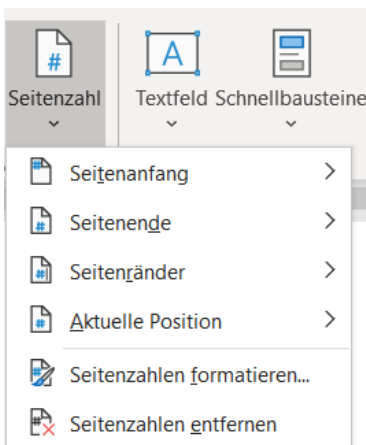 Seitenzahl
Textfeld
Schnellbausteine
Seitenanfang
Seitenende
Seitenränder
Aktuelle Position
Seitenzahlen formatieren...
Seitenzahlen entfernen